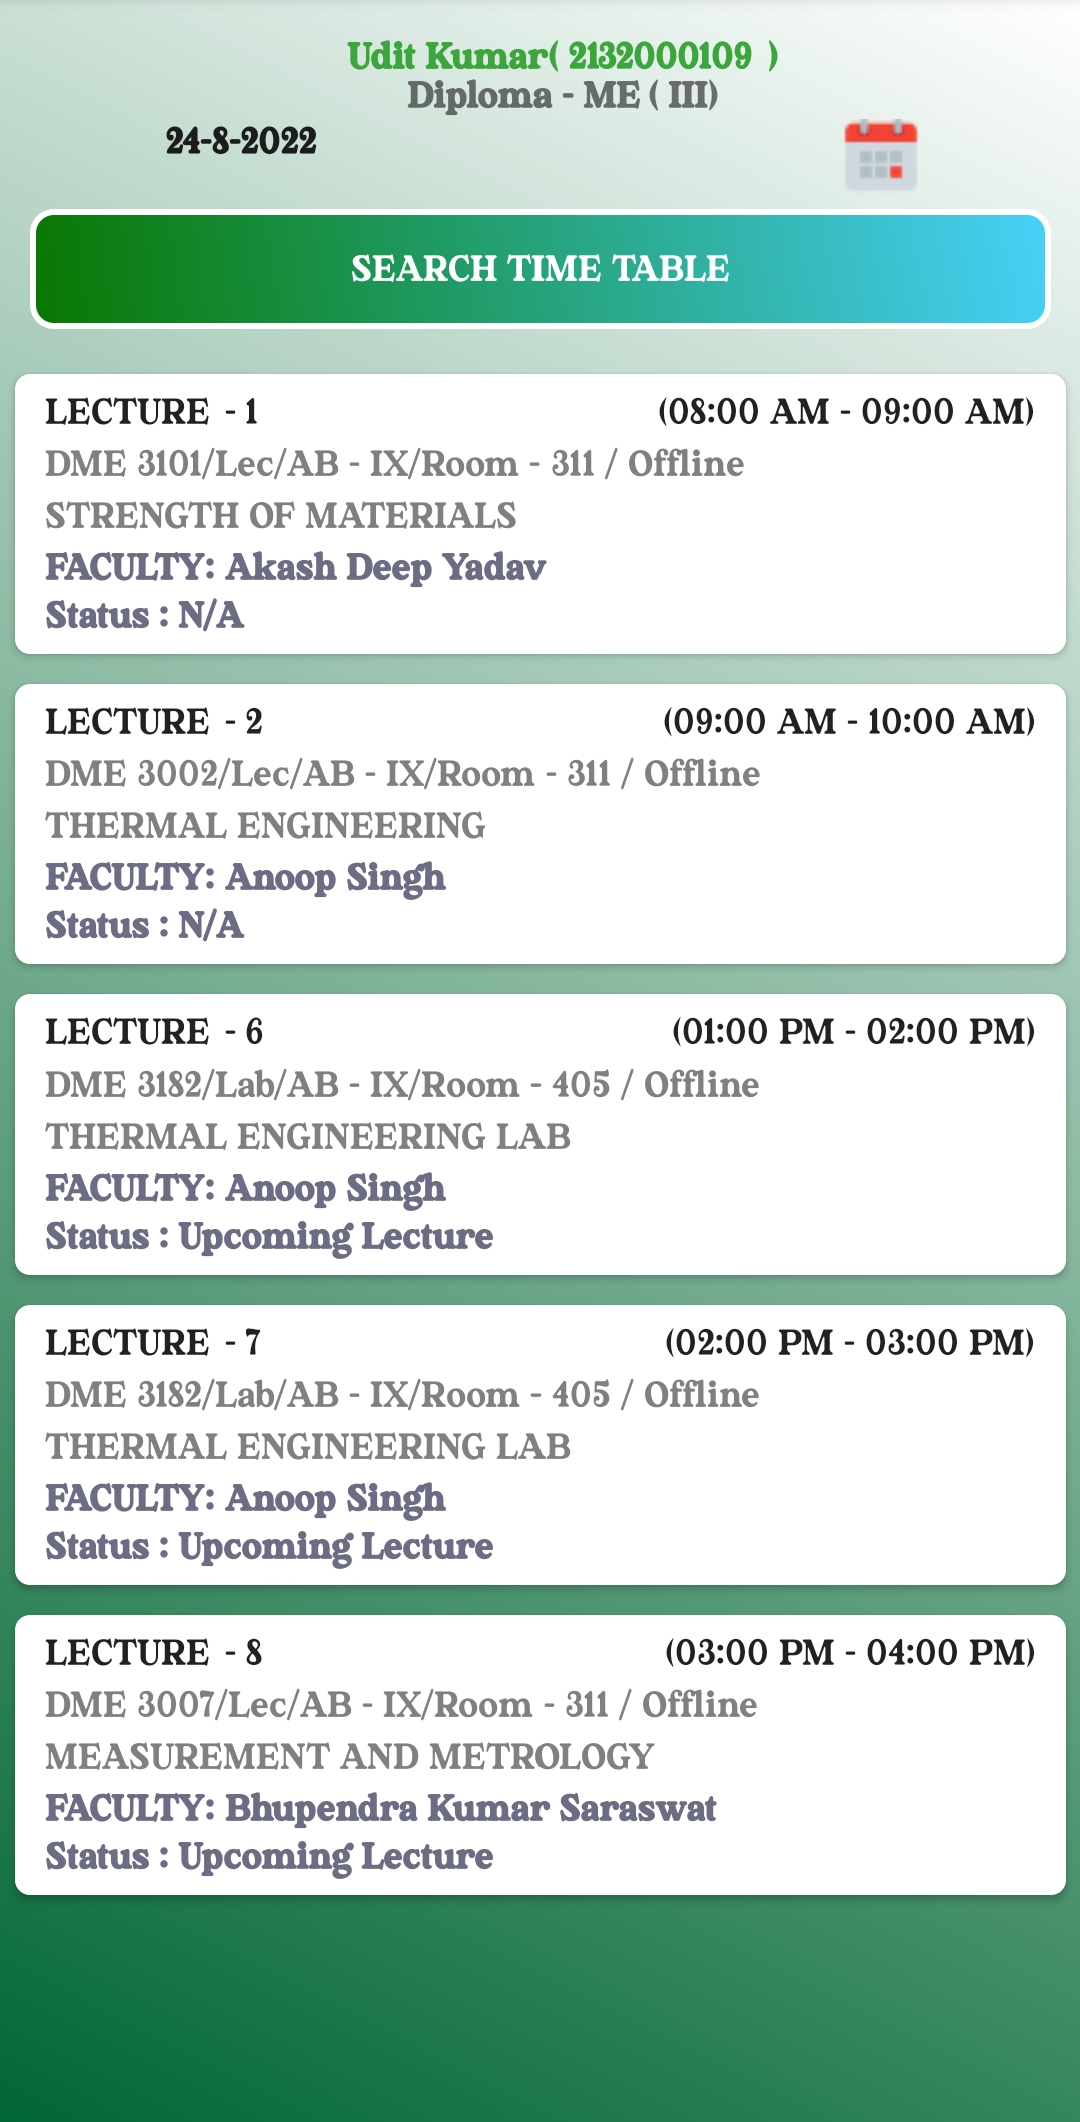 Udit Kumar( 2132000109 )
Diploma - ME ( III)
24-8-2022
SEARCH TIME TABLE
LECTURE - 1 (08:00 AM - 09:00 AM)
DME 3101/Lec/AB - IX/Room - 311 / Offline
STRENGTH OF MATERIALS
FACULTY: Akash Deep Yadav
Status : N/A
LECTURE - 2 (09:00 AM - 10:00 AM)
DME 3002/Lec/AB - IX/Room - 311 / Offline
THERMAL ENGINEERING
FACULTY: Anoop Singh
Status : N/A
LECTURE - 6 (01:00 PM - 02:00 PM)
DME 3182/Lab/AB - IX/Room - 405 / Offline
THERMAL ENGINEERING LAB
FACULTY: Anoop Singh
Status : Upcoming Lecture
LECTURE - 7 (02:00 PM - 03:00 PM)
DME 3182/Lab/AB - IX/Room - 405 / Offline
THERMAL ENGINEERING LAB
FACULTY: Anoop Singh
Status : Upcoming Lecture
LECTURE - 8 (03:00 PM - 04:00 PM)
DME 3007/Lec/AB - IX/Room - 311 / Offline
MEASUREMENT AND METROLOGY
FACULTY: Bhupendra Kumar Saraswat
Status : Upcoming Lecture